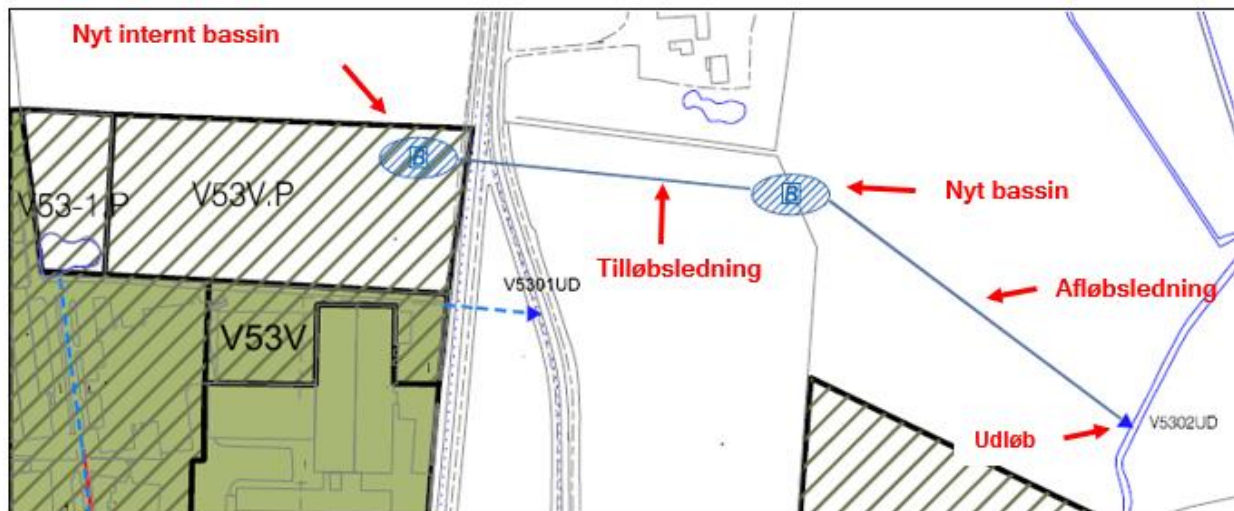 Nyt internt bassin
B
V53-1.P
V53V.P
B
Nyt bassin
Tilløbsledning
V5301UD
Afløbsledning
V53V
Udløb
V5302UD